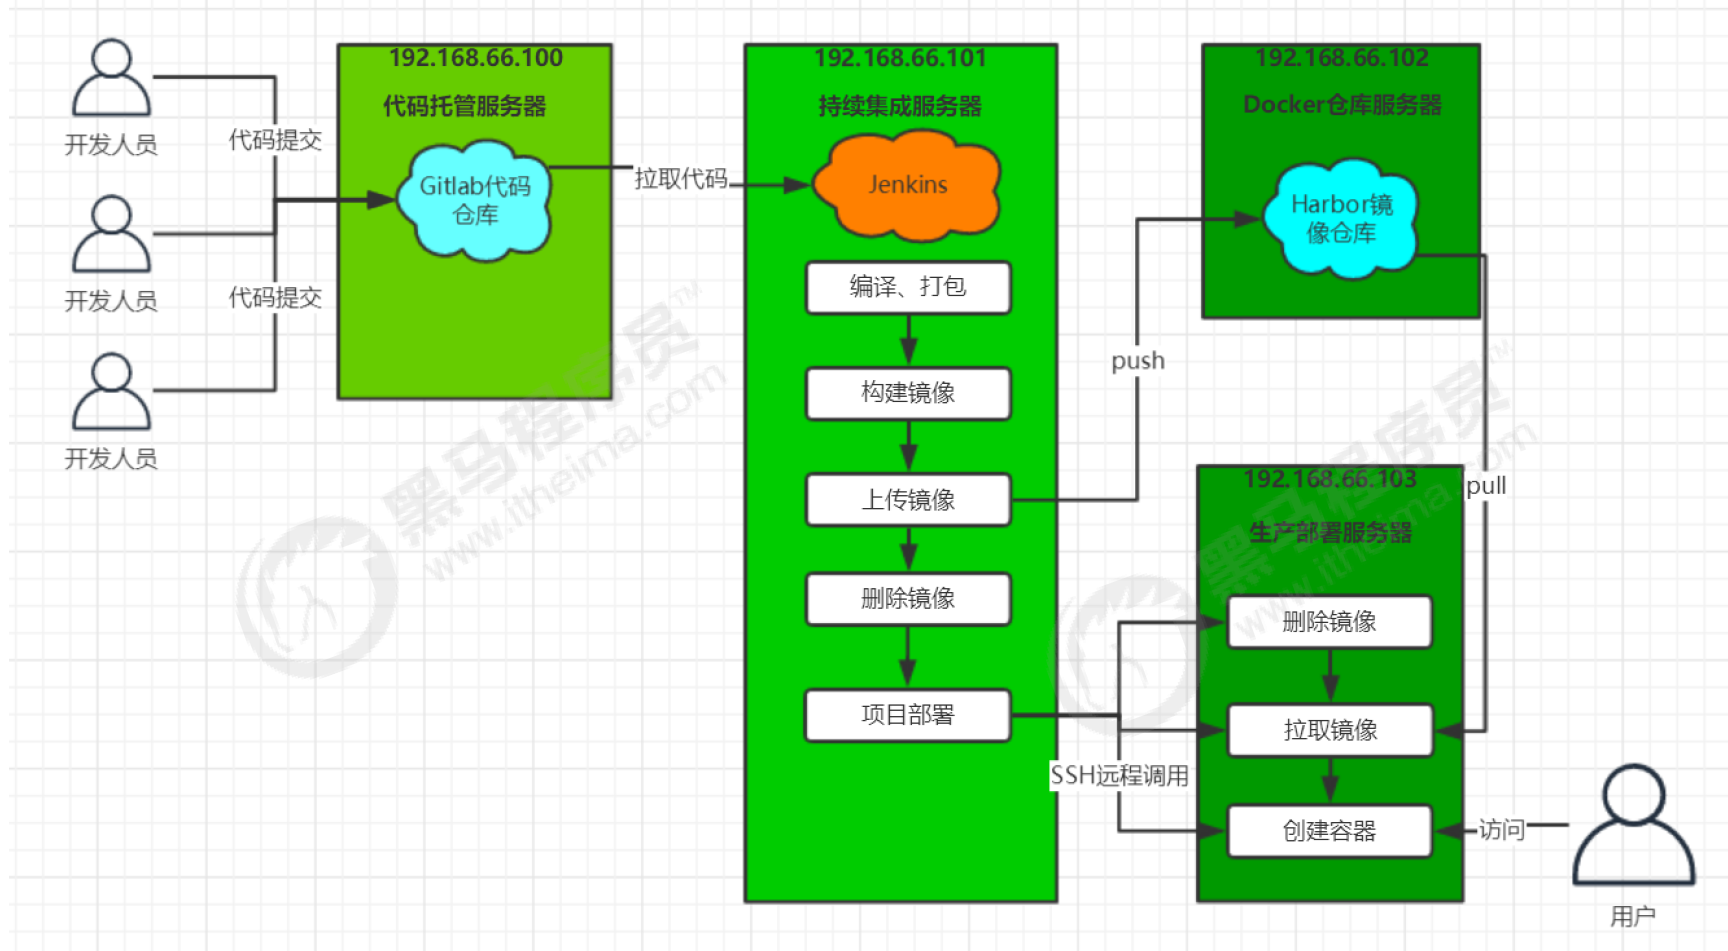 开发人员
代码提交
开发人员
代码提交
开发人员
192.168.66.100
代码托管服务器
Gitlab代码
仓库
拉取代码
192.168.66.101
持续集成服务器
Jenkins
编译、打包
构建镜像
上传镜像
删除镜像
项目部署
push
SSH远程调用
192.168.66.102
Docker仓库服务器
Harbor镜
像仓库
pull
192.168.66.103
生产部署服务器
删除镜像
拉取镜像
创建容器
访问
用户
黑马程序员™
www.itheima.com
黑马程序员™
www.itheima.com